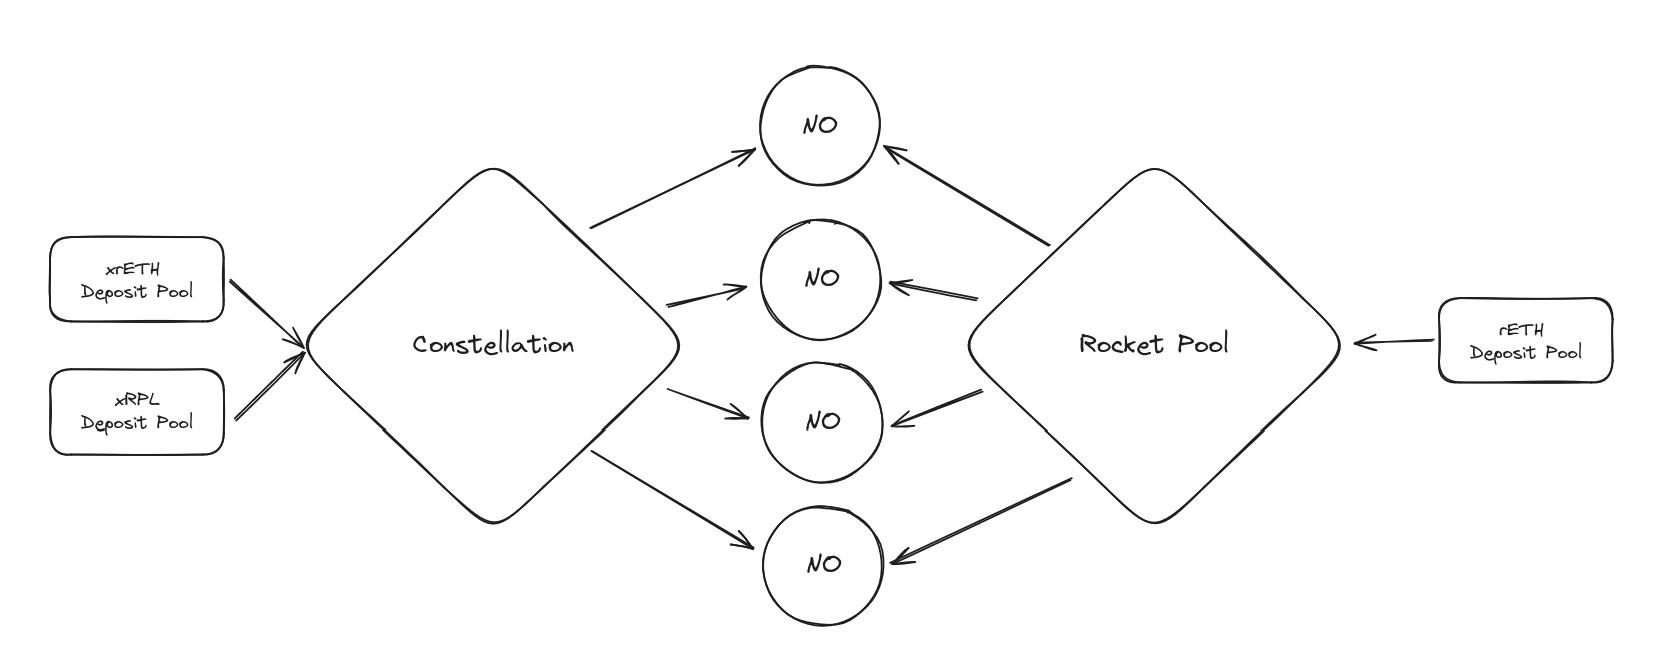 NO
xrETH
Deposit Pool
NO
rETH
Deposit Pool
Constellation
Rocket Pool
xRPL
Deposit Pool
NO
NO